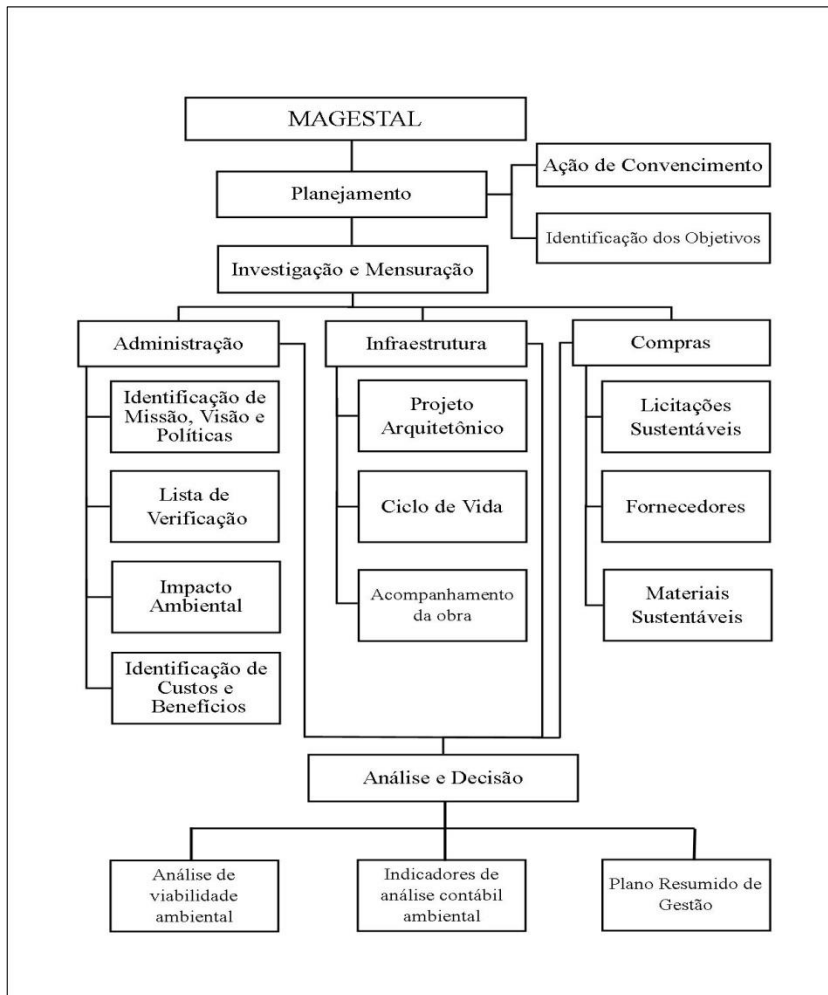 MAGESTAL
Planejamento
Ação de Convencimento
Identificação dos Objetivos
Investigação e Mensuração
Administração
Identificação de
Missão, Visão e
Políticas
Lista de
Verificação
Impacto
Ambiental
Identificação de
Custos e
Benefícios
Infraestrutura
Projeto
Arquitetônico
Ciclo de Vida
Acompanhamento
da obra
Compras
Licitações
Sustentáveis
Fornecedores
Materiais
Sustentáveis
Análise e Decisão
Análise de
viabilidade
ambiental
Indicadores de
análise contábil
ambiental
Plano Resumido de
Gestão